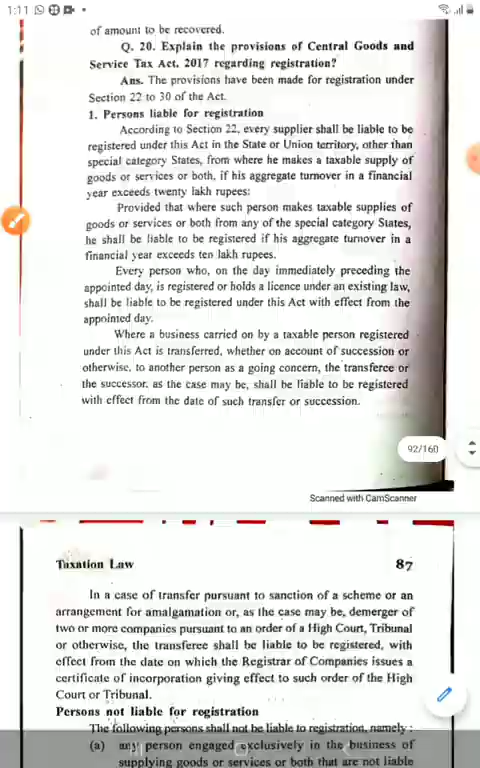 1:11
of amount to be recovered.
Q. 20. Explain the provisions of Central Goods and
Service Tax Act, 2017 regarding registration?
Ans. The provisions have been made for registration under
Section 22 to 30 of the Act.
1. Persons liable for registration
According to Section 22, every supplier shall be liable to be
registered under this Act in the State or Union territory, other than
special category States, from where he makes a taxable supply of
goods or services or both, if his aggregate turnover in a financial
year exceeds twenty lakh rupees:
Provided that where such person makes taxable supplies of
goods or services or both from any of the special category States,
he shall be liable to be registered if his aggregate turnover in a
financial year exceeds ten lakh rupees.
Every person who, on the day immediately preceding the
appointed day, is registered or holds a licence under an existing law,
shall be liable to be registered under this Act with effect from the
appointed day.
Where a business carried on by a taxable person registered
under this Act is transferred, whether on account of succession or
otherwise, to another person as a going concern, the transferee or
the successor, as the case may be, shall be liable to be registered
with effect from the date of such transfer or succession.
92/160
Scanned with CamScanner
Taxation Law 87
In a case of transfer pursuant to sanction of a scheme or an
arrangement for amalgamation or, as the case may be, demerger of
two or more companies pursuant to an order of a High Court, Tribunal
or otherwise, the transferee shall be liable to be registered, with
effect from the date on which the Registrar of Companies issues a
certificate of incorporation giving effect to such order of the High
Court or Tribunal.
Persons not liable for registration
The following persons shall not be liable to registration, namely :
(a) any person engaged exclusively in the business of
supplying goods or services or both that are not liable